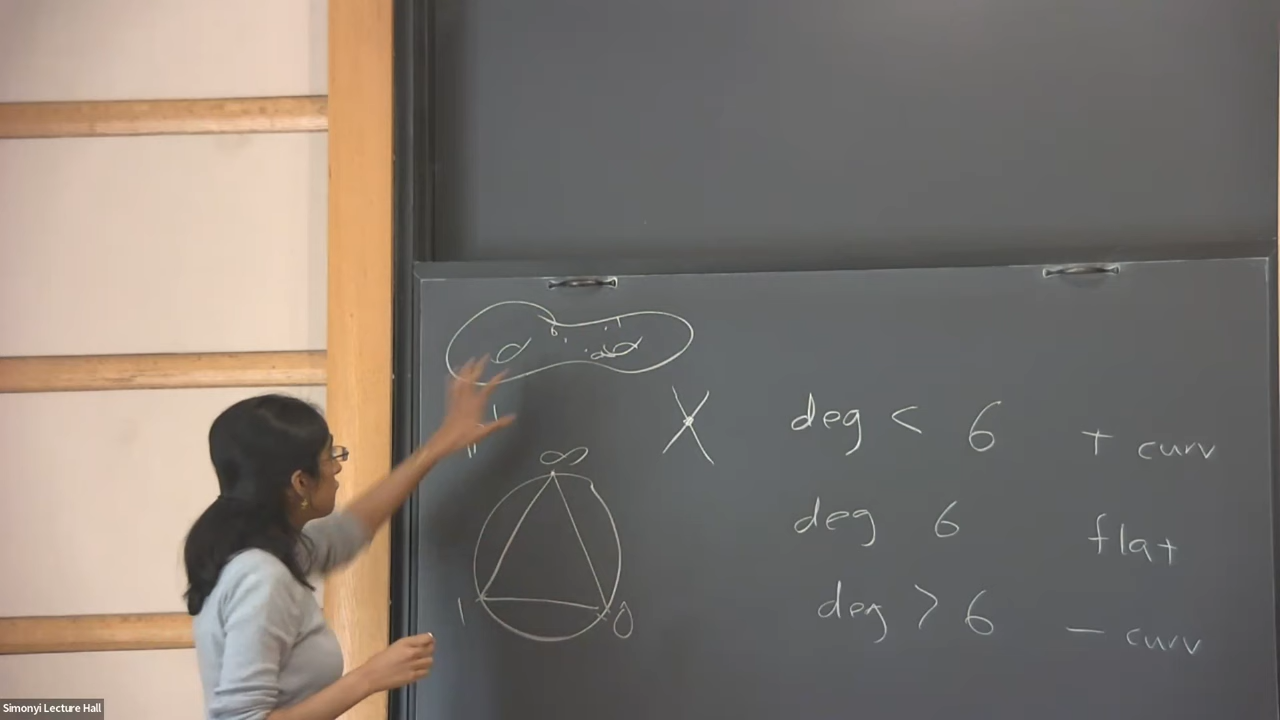 deg < 6 + curv
∞
deg 6 flat
1 0
deg > 6 - curv
Simonyi Lecture Hall